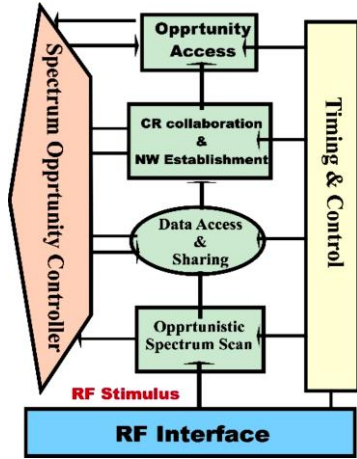 Opprtunity
Access
CR collaboration
&
NW Establishment
Data Access
&
Sharing
Opprtunistic
Spectrum Scan
Spectrum Opprtunity Controller
Timing & Control
RF Stimulus
RF Interface